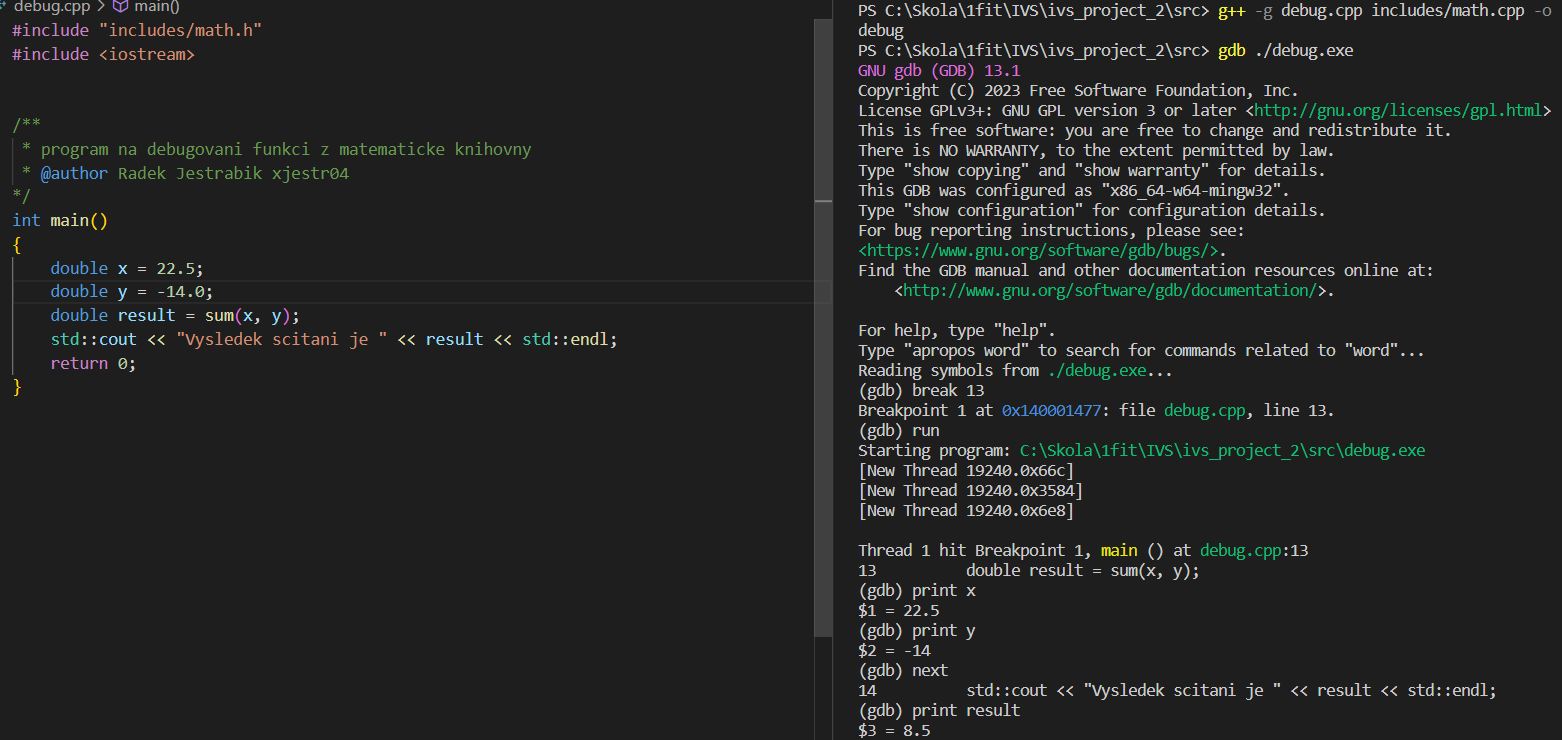 debug.cpp > main()
#include "includes/math.h"
#include <iostream>
/**
* program na debugovani funkci z matematicke knihovny
* @author Radek Jestrabik xjestr04
*/
int main()
{
double x = 22.5;
double y = -14.0;
double result = sum(x, y);
std::cout << "Vysledek scitani je " << result << std::endl;
return 0;
}
PS C:\Skola\1fit\IVS\ivs_project_2\src> g++ -g debug.cpp includes/math.cpp -o
debug
PS C:\Skola\1fit\IVS\ivs_project_2\src> gdb ./debug.exe
GNU gdb (GDB) 13.1
Copyright (C) 2023 Free Software Foundation, Inc.
License GPLv3+: GNU GPL version 3 or later <http://gnu.org/licenses/gpl.html>
This is free software: you are free to change and redistribute it.
There is NO WARRANTY, to the extent permitted by law.
Type "show copying" and "show warranty" for details.
This GDB was configured as "x86_64-w64-mingw32".
Type "show configuration" for configuration details.
For bug reporting instructions, please see:
<https://www.gnu.org/software/gdb/bugs/>.
Find the GDB manual and other documentation resources online at:
<http://www.gnu.org/software/gdb/documentation/>.
For help, type "help".
Type "apropos word" to search for commands related to "word"...
Reading symbols from ./debug.exe...
(gdb) break 13
Breakpoint 1 at 0x140001477: file debug.cpp, line 13.
(gdb) run
Starting program: C:\Skola\1fit\IVS\ivs_project_2\src\debug.exe
[New Thread 19240.0x66c]
[New Thread 19240.0x3584]
[New Thread 19240.0x6e8]
Thread 1 hit Breakpoint 1, main () at debug.cpp:13
13 double result = sum(x, y);
(gdb) print x
$1 = 22.5
(gdb) print y
$2 = -14
(gdb) next
14 std::cout << "Vysledek scitani je " << result << std::endl;
(gdb) print result
$3 = 8.5